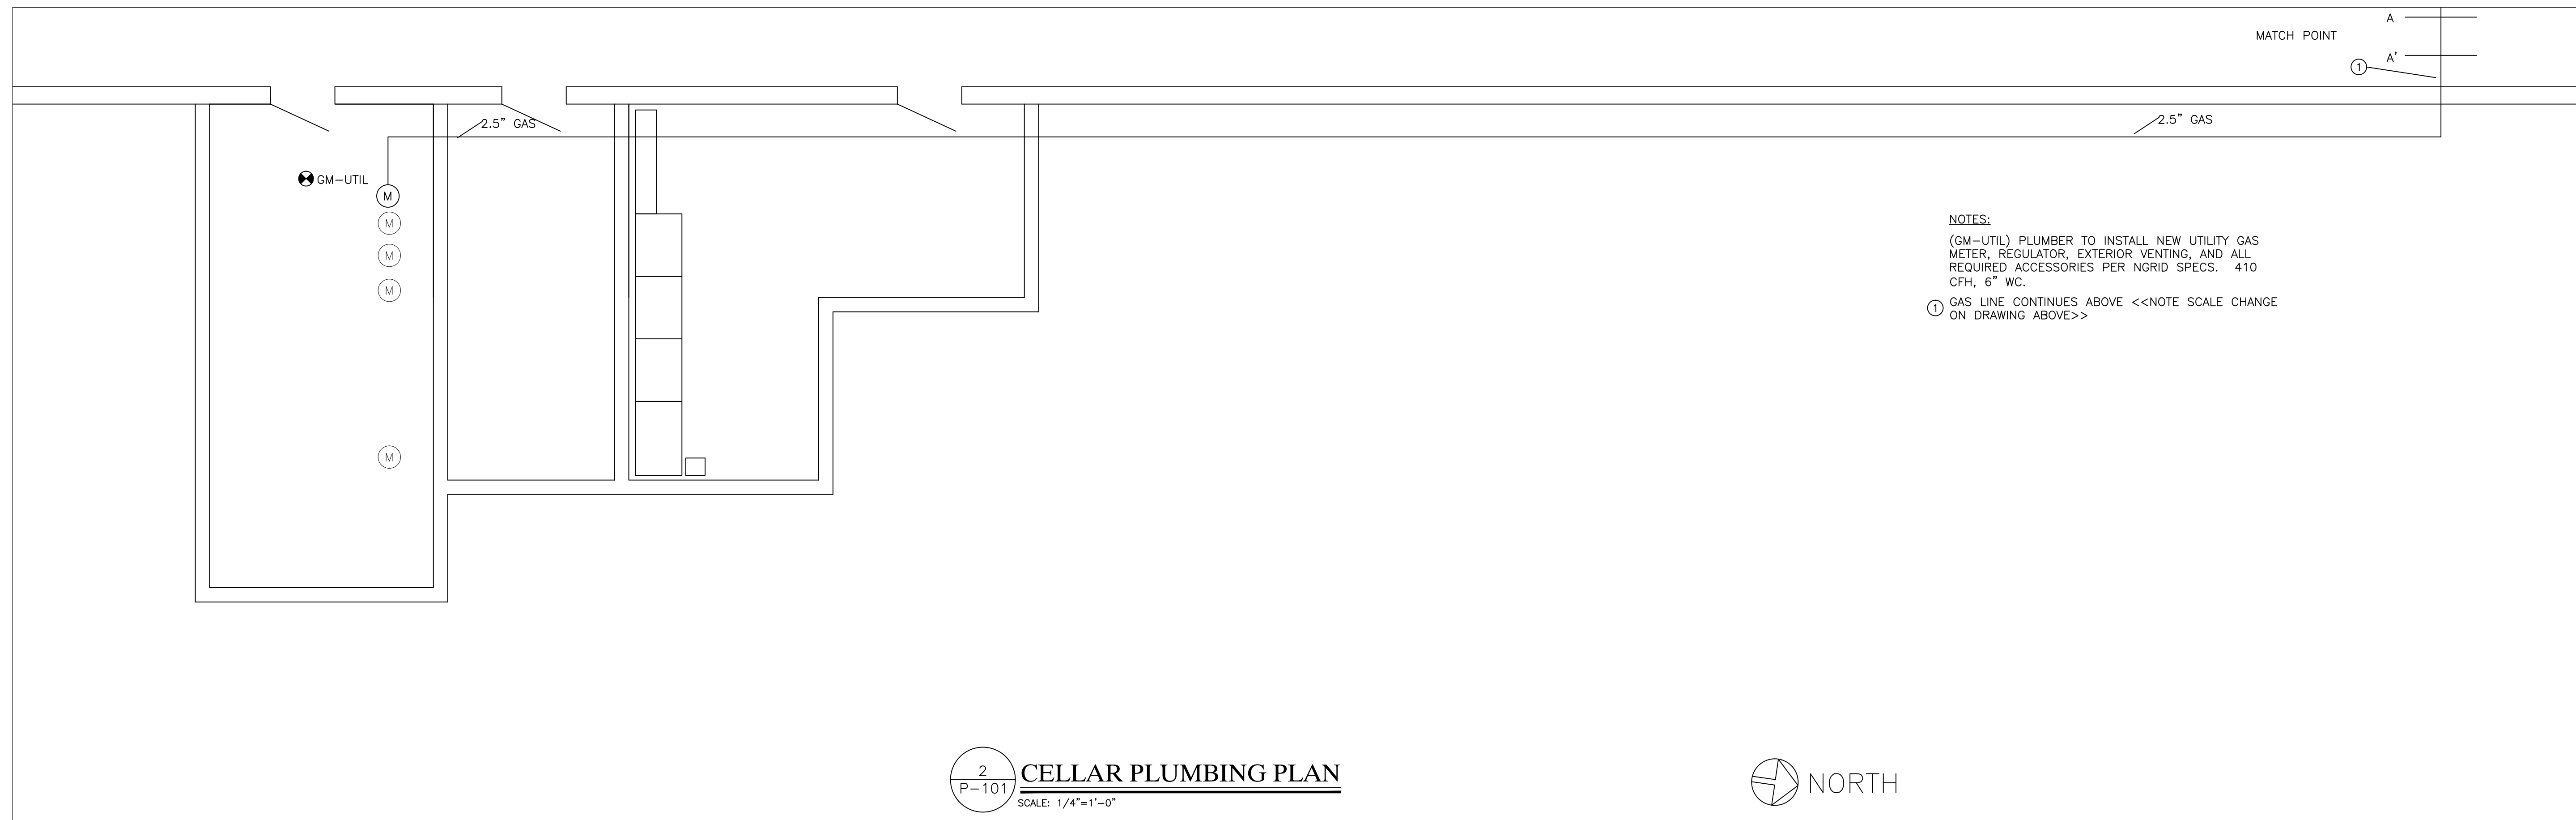 A
MATCH POINT
A'
1
2.5" GAS
2.5" GAS
GM-UTIL
M
M
M
M
M
NOTES:
(GM-UTIL) PLUMBER TO INSTALL NEW UTILITY GAS
METER, REGULATOR, EXTERIOR VENTING, AND ALL
REQUIRED ACCESSORIES PER NGRID SPECS. 410
CFH, 6" WC.
1 GAS LINE CONTINUES ABOVE <<NOTE SCALE CHANGE
ON DRAWING ABOVE>>
2
P-101
CELLAR PLUMBING PLAN
SCALE: 1/4"=1'-0"
NORTH